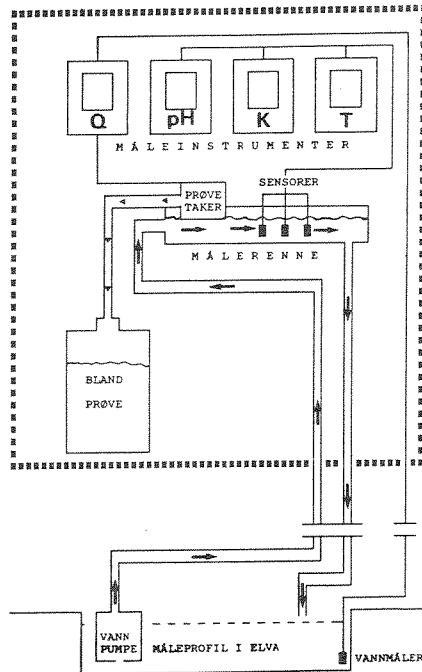 Q pH K T
MÅLEINSTRUMENTER
SENSORER
PRØVE
TAKER
MÅLERENNE
BLAND
PRØVE
VANN
PUMPE
MÅLEPROFIL I ELVA
VANNMÅLER